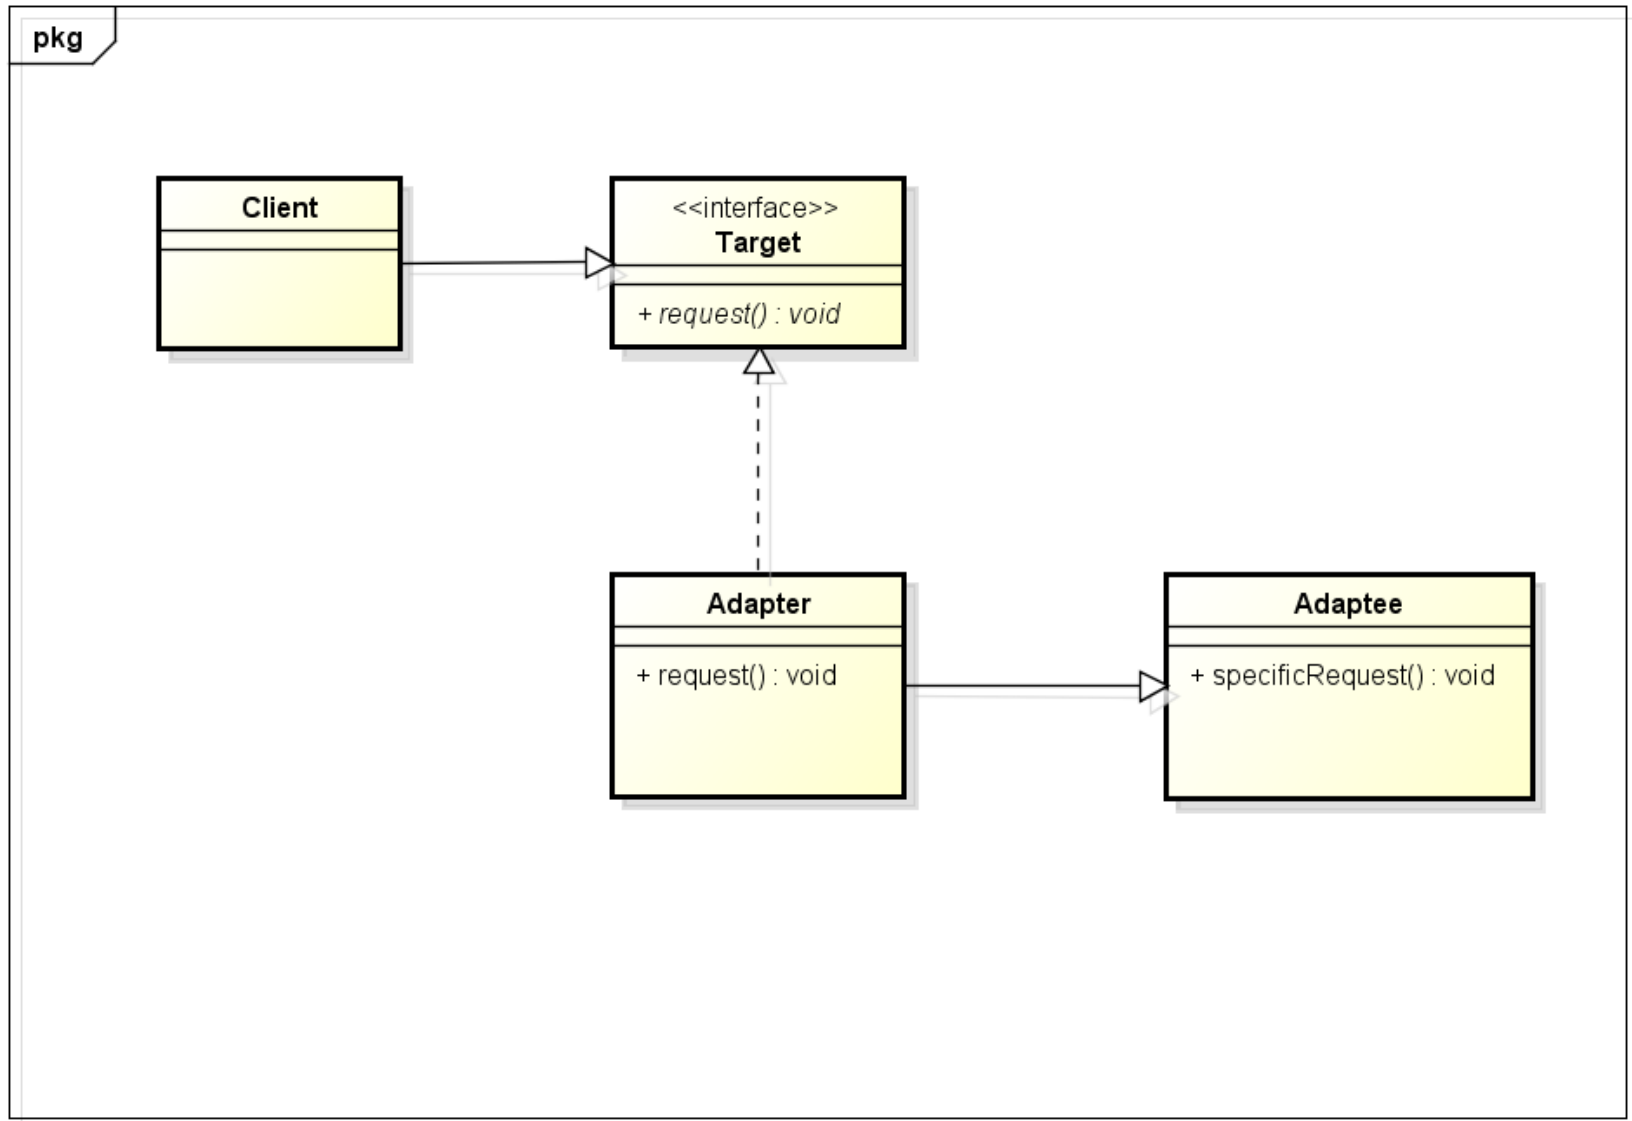 pkg
Client
<<interface>>
Target
+ request() : void
Adapter
+ request() : void
Adaptee
+ specificRequest() : void